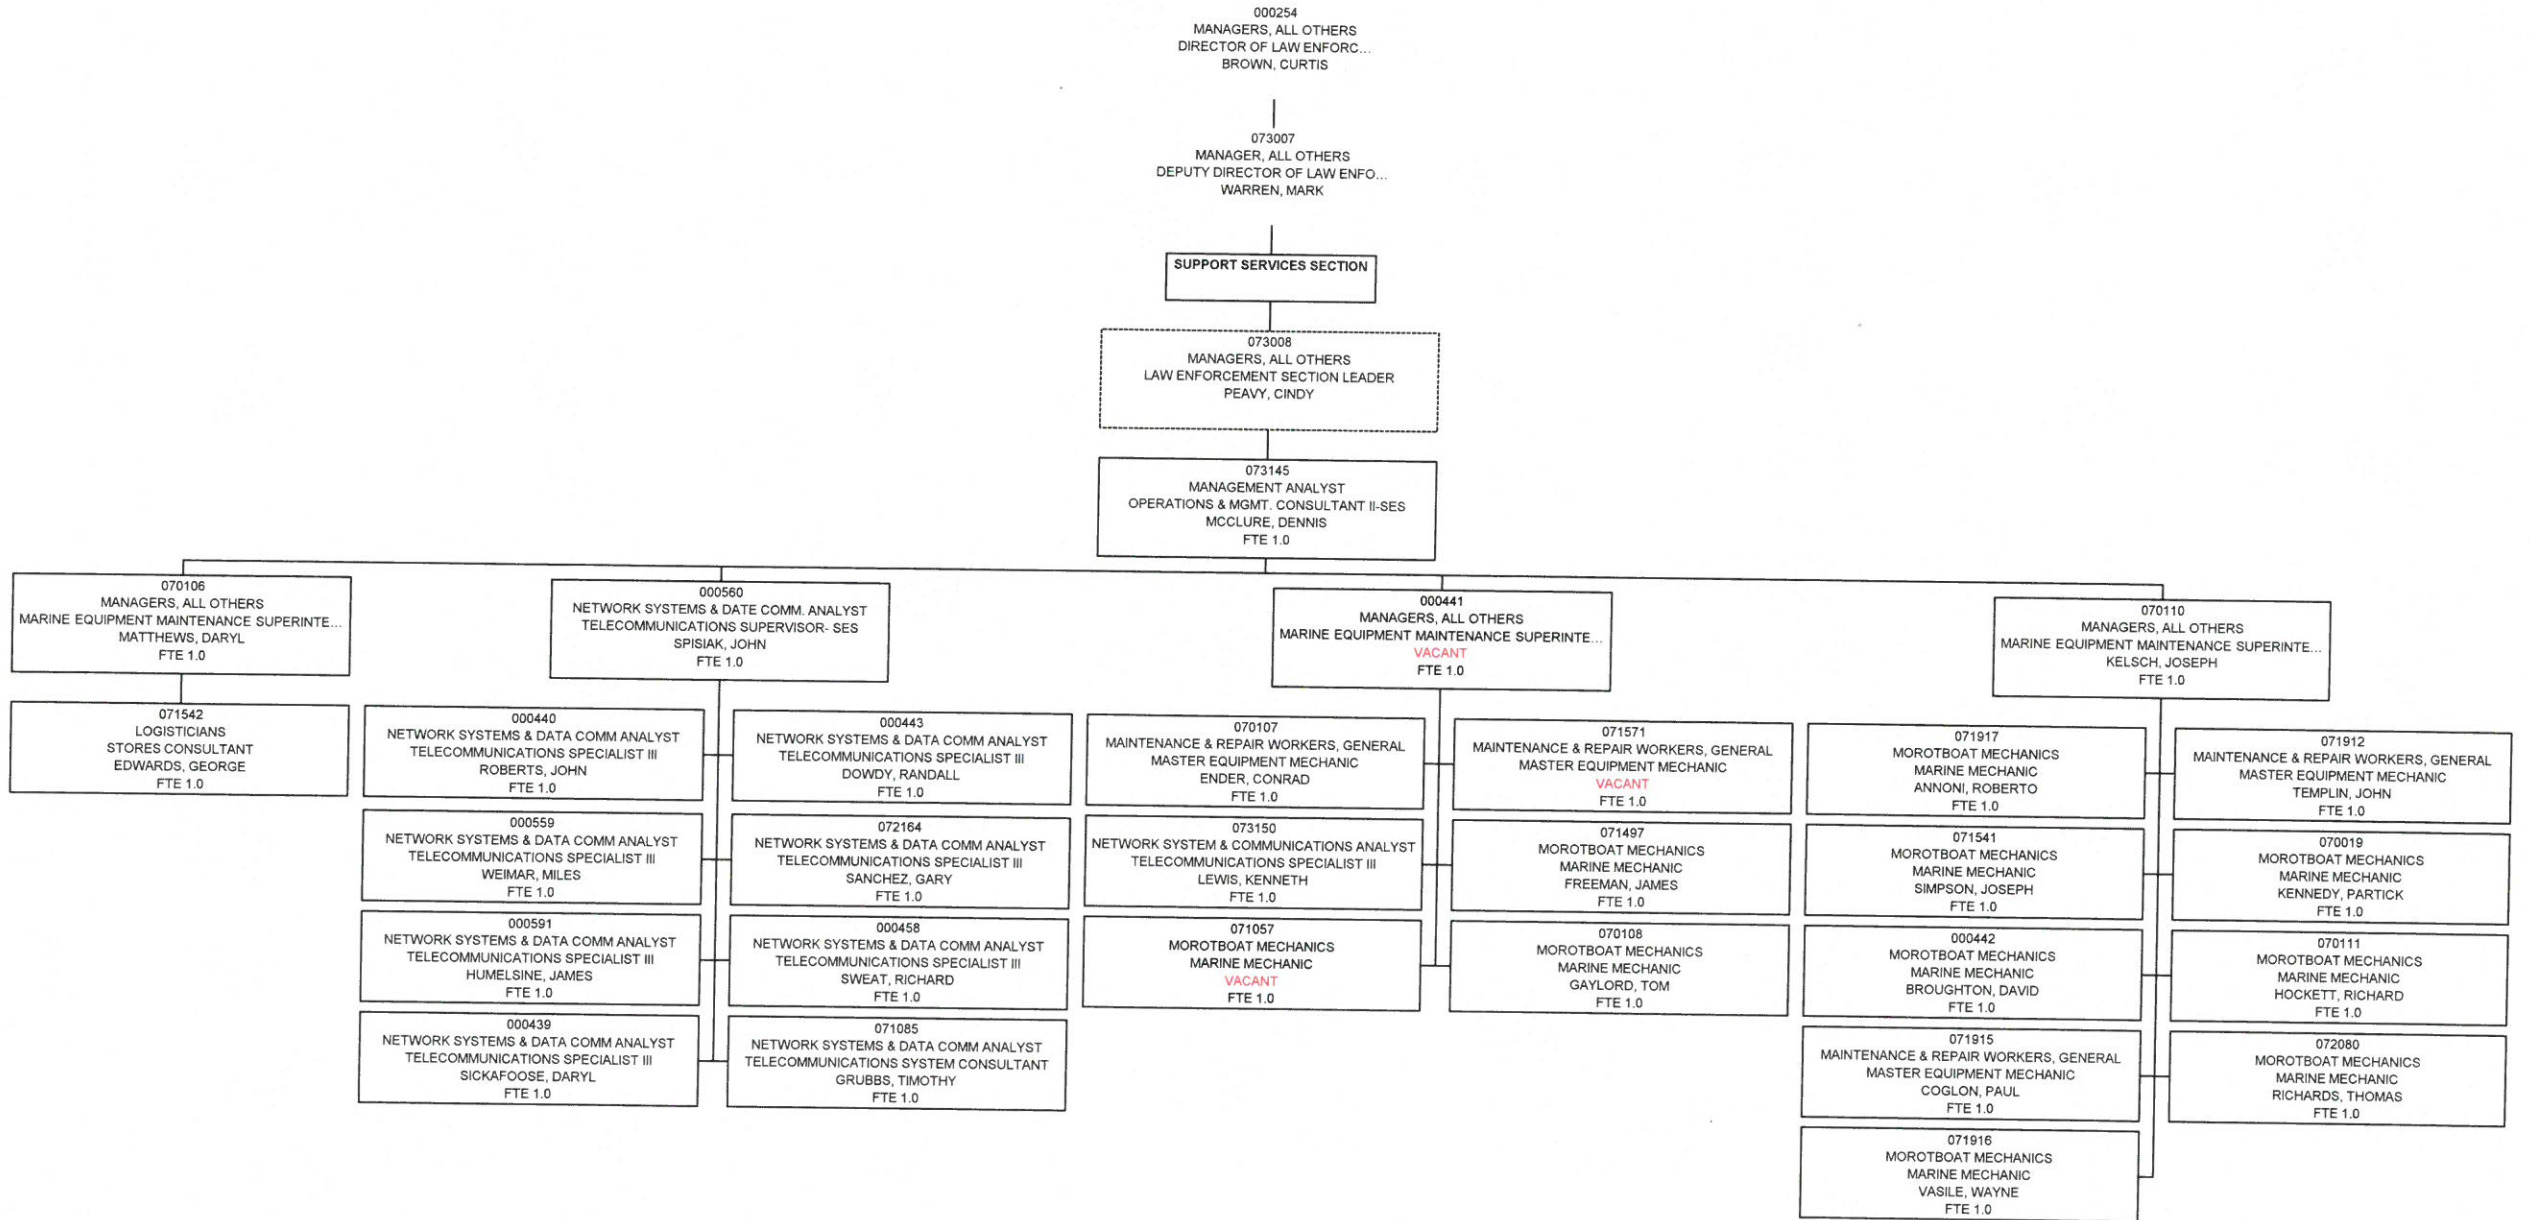 000254
MANAGERS, ALL OTHERS
DIRECTOR OF LAW ENFORC...
BROWN, CURTIS
073007
MANAGER, ALL OTHERS
DEPUTY DIRECTOR OF LAW ENFO...
WARREN, MARK
SUPPORT SERVICES SECTION
073008
MANAGERS, ALL OTHERS
LAW ENFORCEMENT SECTION LEADER
PEAVY, CINDY
073145
MANAGEMENT ANALYST
OPERATIONS & MGMT. CONSULTANT II-SES
MCCLURE, DENNIS
FTE 1.0
070106
MANAGERS, ALL OTHERS
MARINE EQUIPMENT MAINTENANCE SUPERINTE...
MATTHEWS, DARYL
FTE 1.0
071542
LOGISTICIANS
STORES CONSULTANT
EDWARDS, GEORGE
FTE 1.0
000560
NETWORK SYSTEMS & DATE COMM. ANALYST
TELECOMMUNICATIONS SUPERVISOR- SES
SPISIAK, JOHN
FTE 1.0
000440
NETWORK SYSTEMS & DATA COMM ANALYST
TELECOMMUNICATIONS SPECIALIST III
ROBERTS, JOHN
FTE 1.0
000443
NETWORK SYSTEMS & DATA COMM ANALYST
TELECOMMUNICATIONS SPECIALIST III
DOWDY, RANDALL
FTE 1.0
000559
NETWORK SYSTEMS & DATA COMM ANALYST
TELECOMMUNICATIONS SPECIALIST III
WEIMAR, MILES
FTE 1.0
072164
NETWORK SYSTEMS & DATA COMM ANALYST
TELECOMMUNICATIONS SPECIALIST III
SANCHEZ, GARY
FTE 1.0
000591
NETWORK SYSTEMS & DATA COMM ANALYST
TELECOMMUNICATIONS SPECIALIST III
HUMELSINE, JAMES
FTE 1.0
000458
NETWORK SYSTEMS & DATA COMM ANALYST
TELECOMMUNICATIONS SPECIALIST III
SWEAT, RICHARD
FTE 1.0
000439
NETWORK SYSTEMS & DATA COMM ANALYST
TELECOMMUNICATIONS SPECIALIST III
SICKAFOOSE, DARYL
FTE 1.0
071085
NETWORK SYSTEMS & DATA COMM ANALYST
TELECOMMUNICATIONS SYSTEM CONSULTANT
GRUBBS, TIMOTHY
FTE 1.0
000441
MANAGERS, ALL OTHERS
MARINE EQUIPMENT MAINTENANCE SUPERINTE...
VACANT
FTE 1.0
070107
MAINTENANCE & REPAIR WORKERS, GENERAL
MASTER EQUIPMENT MECHANIC
ENDER, CONRAD
FTE 1.0
071571
MAINTENANCE & REPAIR WORKERS, GENERAL
MASTER EQUIPMENT MECHANIC
VACANT
FTE 1.0
073150
NETWORK SYSTEM & COMMUNICATIONS ANALYST
TELECOMMUNICATIONS SPECIALIST III
LEWIS, KENNETH
FTE 1.0
071497
MOROTBOAT MECHANICS
MARINE MECHANIC
FREEMAN, JAMES
FTE 1.0
071057
MOROTBOAT MECHANICS
MARINE MECHANIC
VACANT
FTE 1.0
070108
MOROTBOAT MECHANICS
MARINE MECHANIC
GAYLORD, TOM
FTE 1.0
070110
MANAGERS, ALL OTHERS
MARINE EQUIPMENT MAINTENANCE SUPERINTE...
KELSCH, JOSEPH
FTE 1.0
071917
MOROTBOAT MECHANICS
MARINE MECHANIC
ANNONI, ROBERTO
FTE 1.0
071912
MAINTENANCE & REPAIR WORKERS, GENERAL
MASTER EQUIPMENT MECHANIC
TEMPLIN, JOHN
FTE 1.0
071541
MOROTBOAT MECHANICS
MARINE MECHANIC
SIMPSON, JOSEPH
FTE 1.0
070019
MOROTBOAT MECHANICS
MARINE MECHANIC
KENNEDY, PARTICK
FTE 1.0
000442
MOROTBOAT MECHANICS
MARINE MECHANIC
BROUGHTON, DAVID
FTE 1.0
070111
MOROTBOAT MECHANICS
MARINE MECHANIC
HOCKETT, RICHARD
FTE 1.0
071915
MAINTENANCE & REPAIR WORKERS, GENERAL
MASTER EQUIPMENT MECHANIC
COGLON, PAUL
FTE 1.0
072080
MOROTBOAT MECHANICS
MARINE MECHANIC
RICHARDS, THOMAS
FTE 1.0
071916
MOROTBOAT MECHANICS
MARINE MECHANIC
VASILE, WAYNE
FTE 1.0